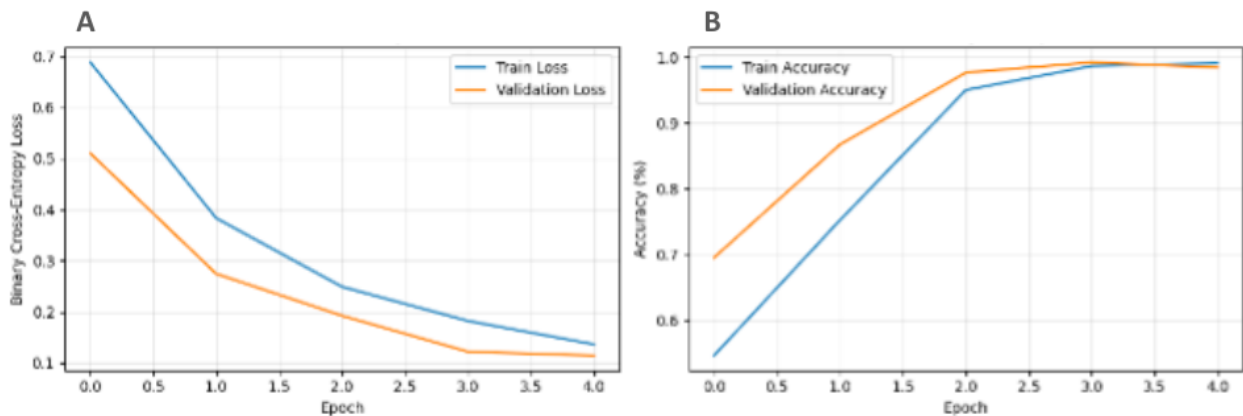 A
B
Train Loss
Validation Loss
Train Accuracy
Validation Accuracy
Binary Cross-Entropy Loss
0.7
0.6
0.5
0.4
0.3
0.2
0.1
0.0 0.5 1.0 1.5 2.0 2.5 3.0 3.5 4.0
Epoch
Accuracy (%)
1.0
0.9
0.8
0.7
0.6
0.0 0.5 1.0 1.5 2.0 2.5 3.0 3.5 4.0
Epoch